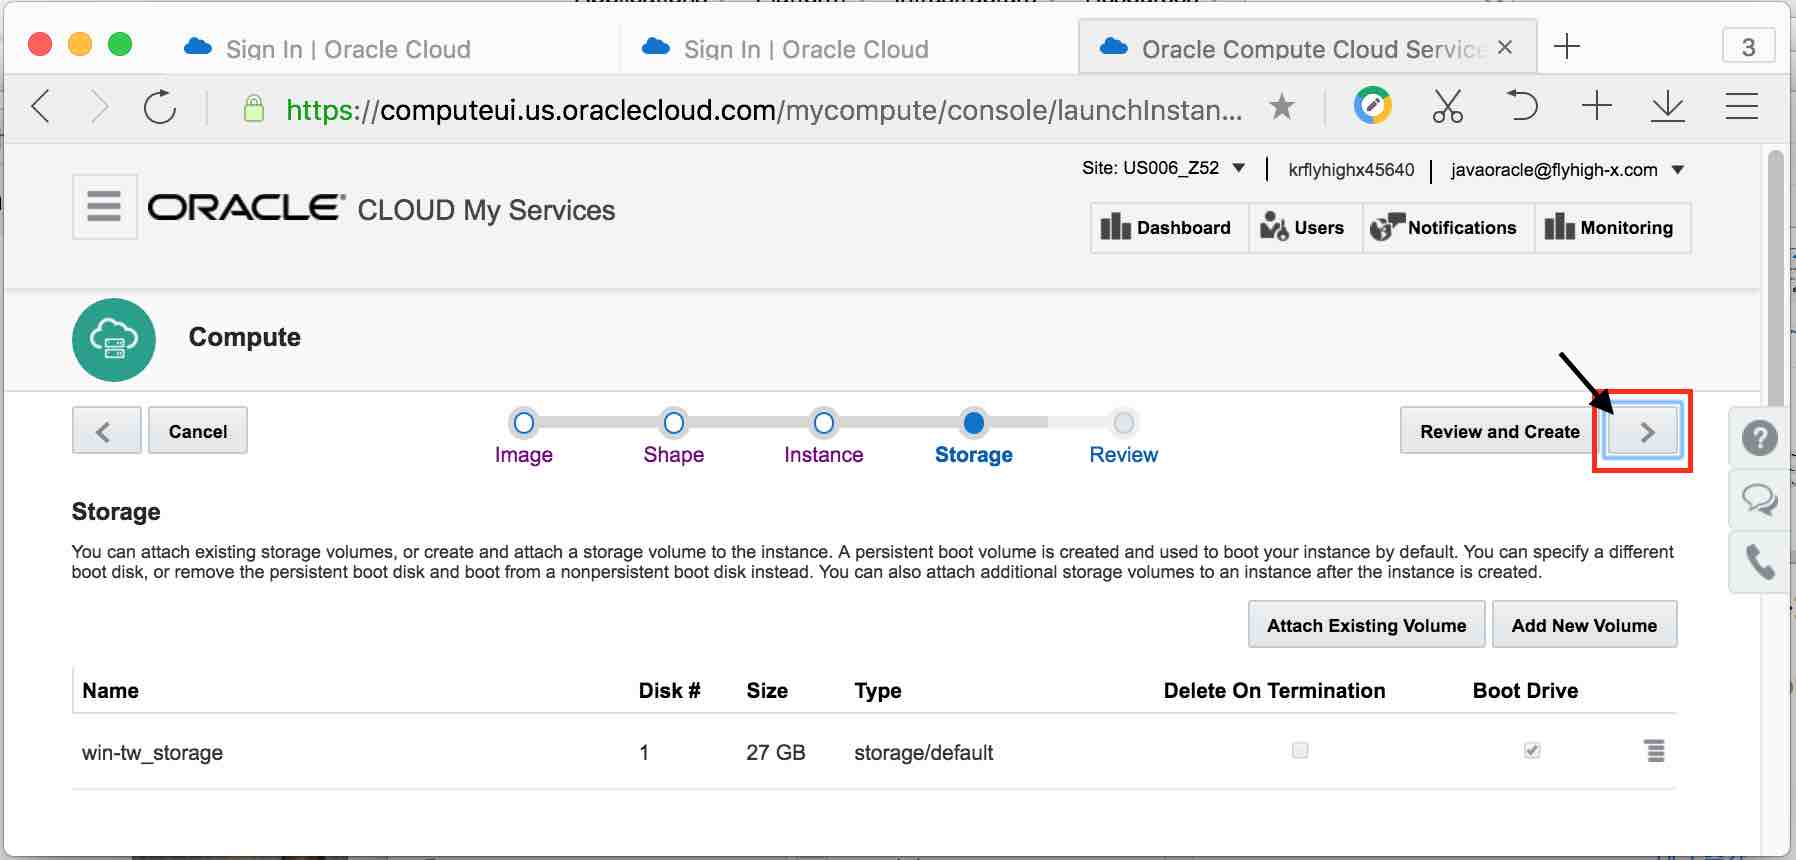 Sign In | Oracle Cloud
Sign In | Oracle Cloud
Oracle Compute Cloud Service
3
https://computeui.us.oraclecloud.com/mycompute/console/launchInstan...
Site: US006_Z52
krflyhighx45640
javaoracle@flyhigh-x.com
ORACLE CLOUD My Services
Dashboard
Users
Notifications
Monitoring
Compute
Cancel
Image
Shape
Instance
Storage
Review
Review and Create
Storage
You can attach existing storage volumes, or create and attach a storage volume to the instance. A persistent boot volume is created and used to boot your instance by default. You can specify a different
boot disk, or remove the persistent boot disk and boot from a nonpersistent boot disk instead. You can also attach additional storage volumes to an instance after the instance is created.
Attach Existing Volume
Add New Volume
Name Disk # Size Type Delete On Termination Boot Drive
win-tw_storage 1 27 GB storage/default